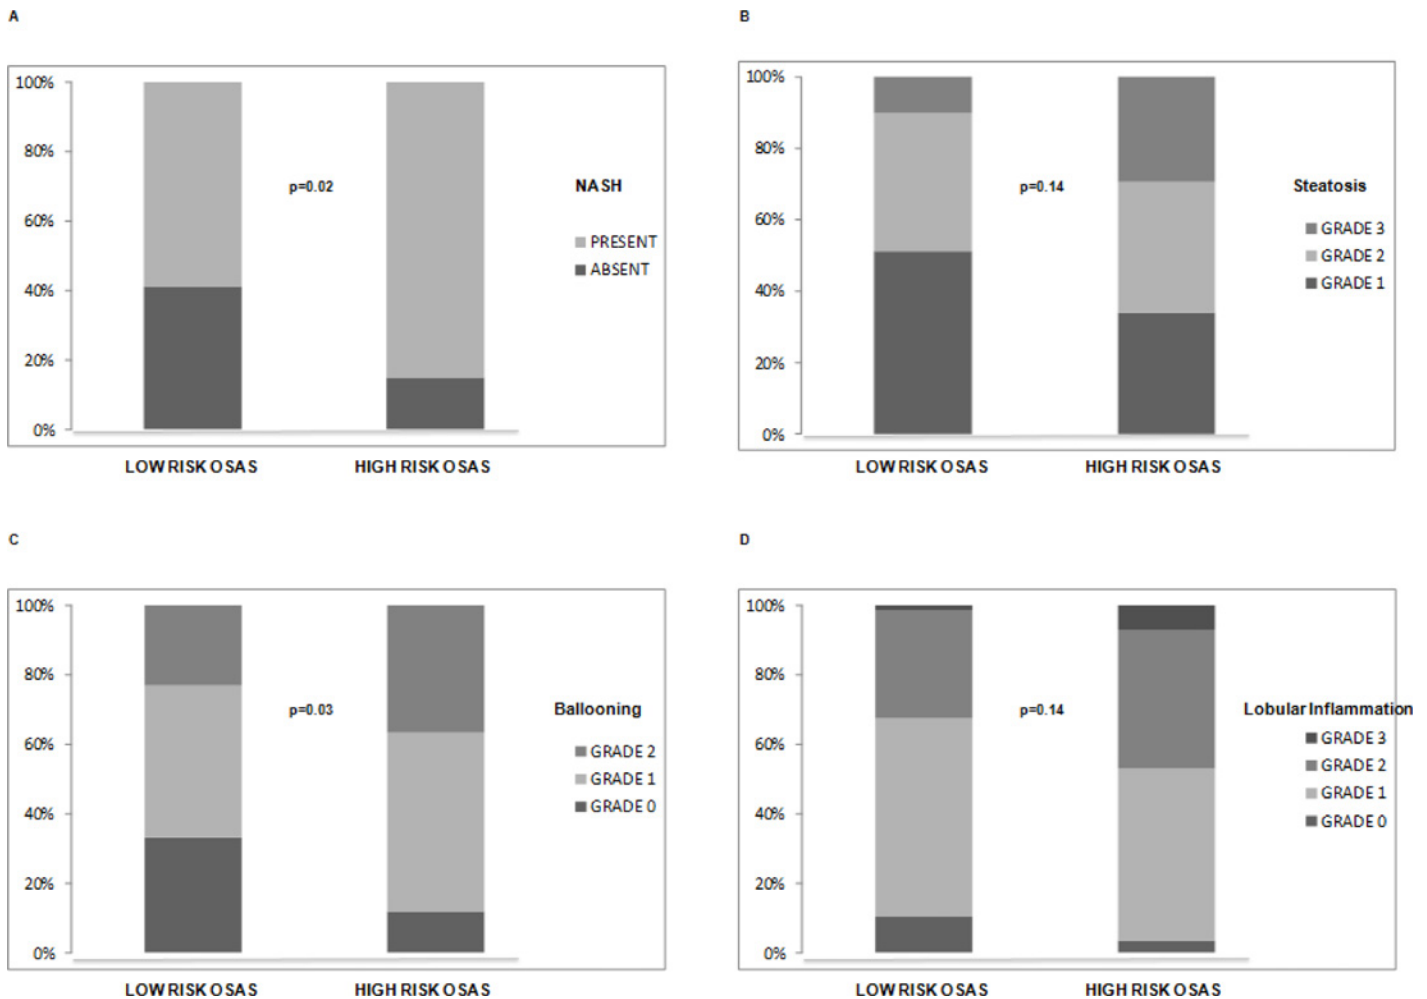 A
100%
80%
60%
40%
20%
0%
p=0.02
NASH
PRESENT
ABSENT
LOW RISK OSAS
HIGH RISK OSAS
B
100%
80%
60%
40%
20%
0%
p=0.14
Steatosis
GRADE 3
GRADE 2
GRADE 1
LOW RISK OSAS
HIGH RISK OSAS
C
100%
80%
60%
40%
20%
0%
p=0.03
Ballooning
GRADE 2
GRADE 1
GRADE 0
LOW RISK OSAS
HIGH RISK OSAS
D
100%
80%
60%
40%
20%
0%
p=0.14
Lobular Inflammation
GRADE 3
GRADE 2
GRADE 1
GRADE 0
LOW RISK OSAS
HIGH RISK OSAS